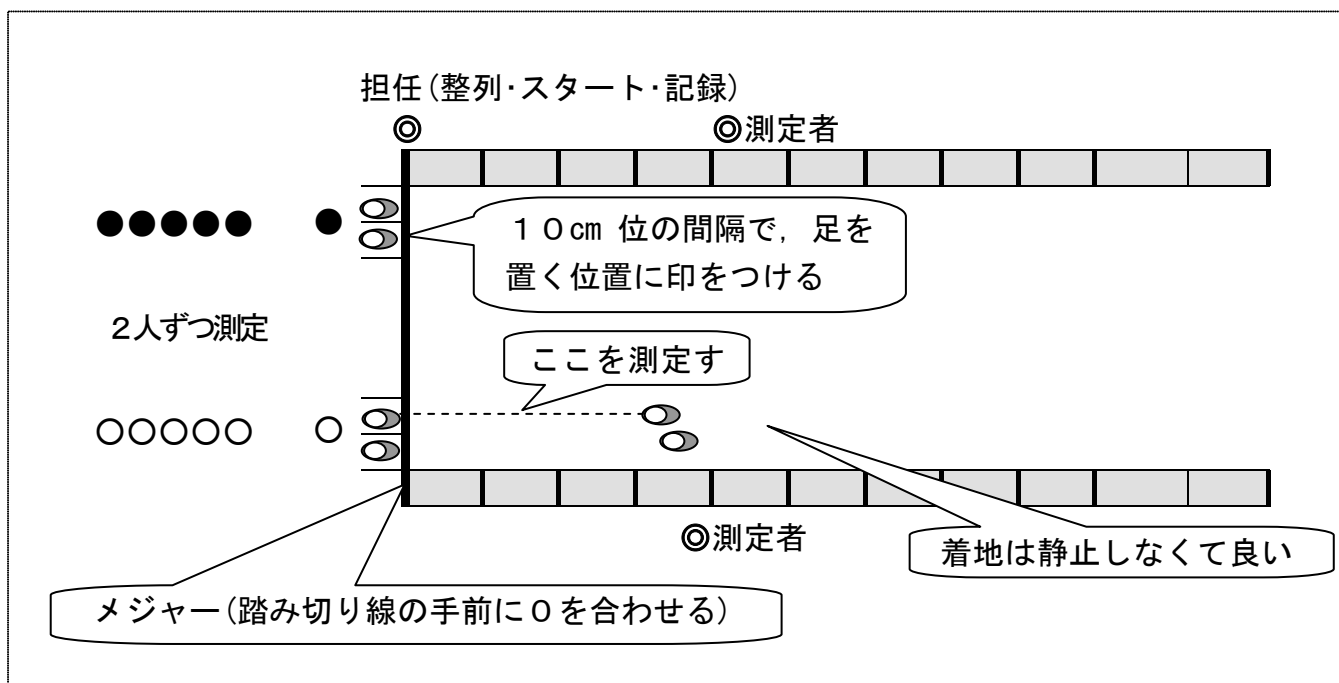 担任(整列・スタート・記録)
◎
◎測定者
10㎝ 位の間隔で，足を
置く位置に印をつける
2人ずつ測定
ここを測定す
◎測定者
着地は静止しなくて良い
メジャー(踏み切り線の手前に0を合わせる)